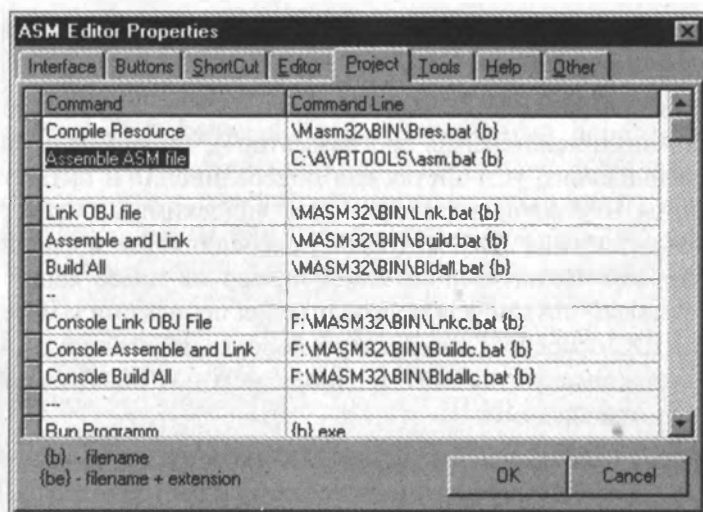 ASM Editor Properties
Interface Buttons ShortCut Editor Project Tools Help Other
Command Command Line
Compile Resource \Masm32\BIN\Bres.bat {b}
Assemble ASM file C:\AVRTOOLS\asm.bat {b}
-
Link OBJ file \MASM32\BIN\Lnk.bat {b}
Assemble and Link \MASM32\BIN\Build.bat {b}
Build All \MASM32\BIN\Bldall.bat {b}
--
Console Link OBJ File F:\MASM32\BIN\Lnkc.bat {b}
Console Assemble and Link F:\MASM32\BIN\Buildc.bat {b}
Console Build All F:\MASM32\BIN\Bldallc.bat {b}
---
Run Programm {b}.exe
{b} - filename
{be} - filename + extension
OK Cancel